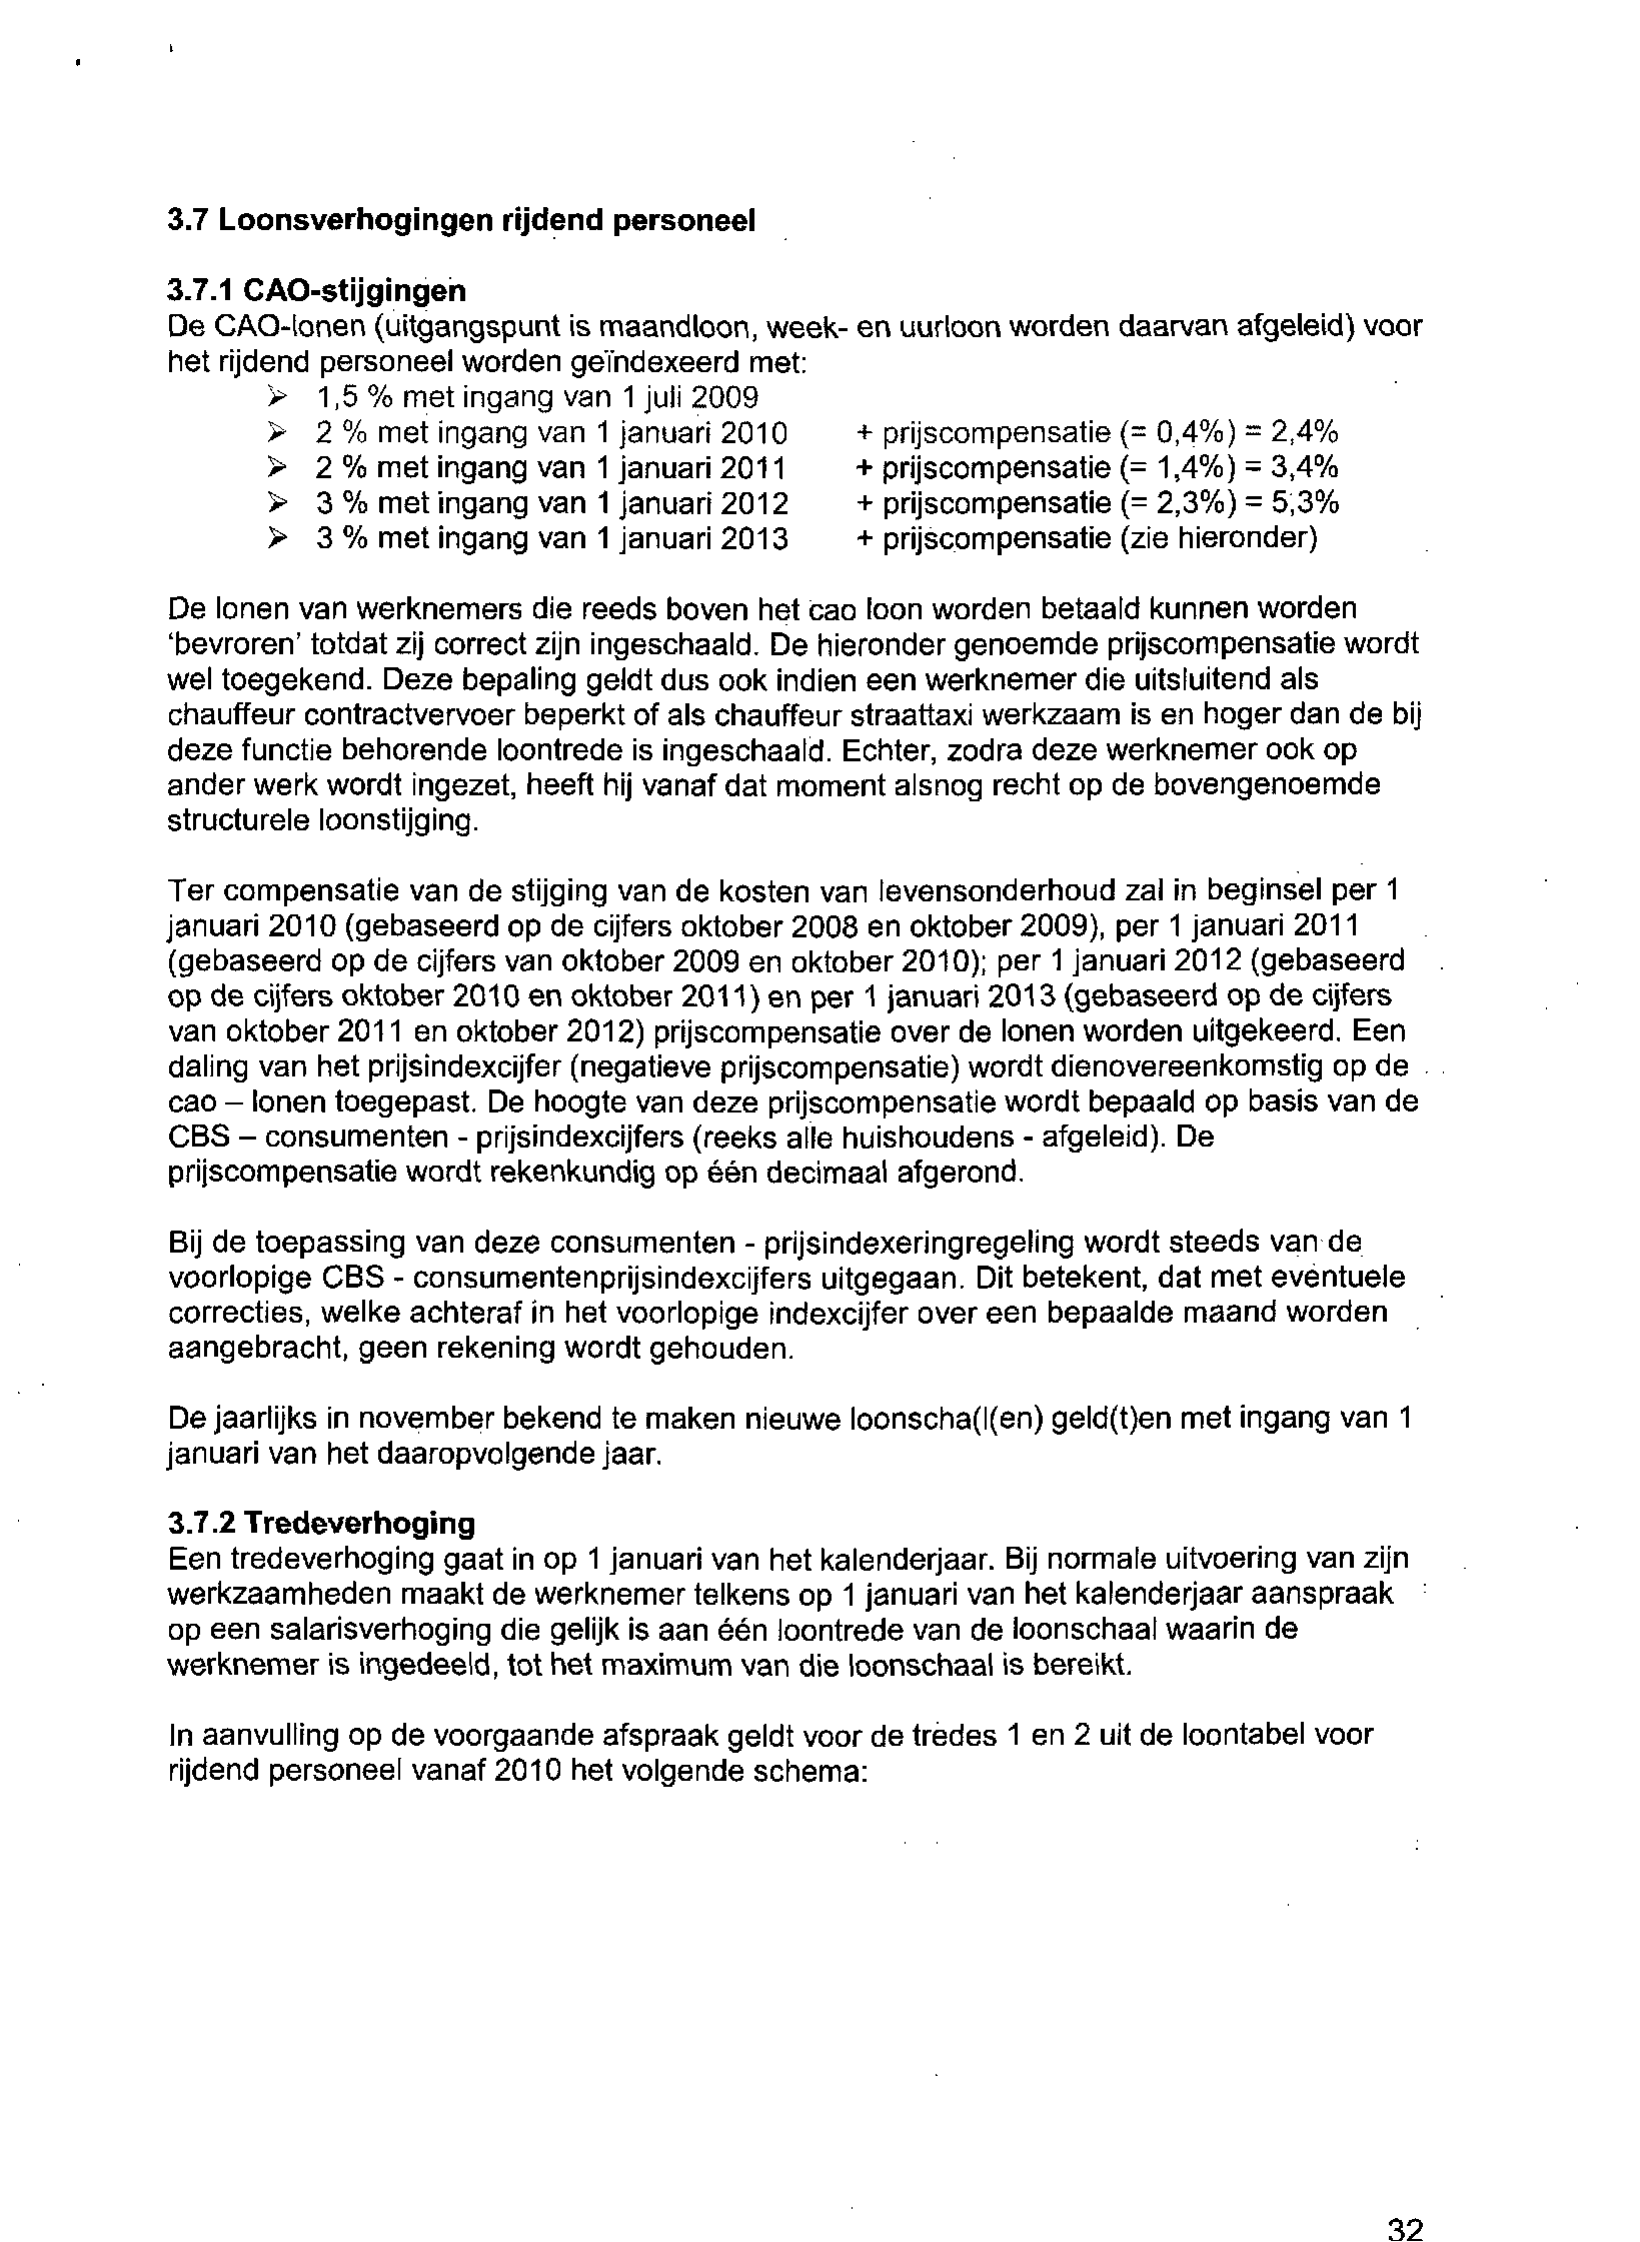 3.7 Loonsverhogingen rijdend personeel
3.7.1 CAO-stijgingen
De CAO-lonen (uitgangspunt is maandloon, week- en uurloon worden daarvan afgeleid) voor
het rijdend personeel worden geïndexeerd met:
➢ 1,5 % met ingang van 1 juli 2009
➢ 2 % met ingang van 1 januari 2010 + prijscompensatie (= 0,4%) = 2,4%
➢ 2 % met ingang van 1 januari 2011 + prijscompensatie (= 1,4%) = 3,4%
➢ 3 % met ingang van 1 januari 2012 + prijscompensatie (= 2,3%) = 5,3%
➢ 3 % met ingang van 1 januari 2013 + prijscompensatie (zie hieronder)
De lonen van werknemers die reeds boven het cao loon worden betaald kunnen worden
‘bevroren’ totdat zij correct zijn ingeschaald. De hieronder genoemde prijscompensatie wordt
wel toegekend. Deze bepaling geldt dus ook indien een werknemer die uitsluitend als
chauffeur contractvervoer beperkt of als chauffeur straattaxi werkzaam is en hoger dan de bij
deze functie behorende loontrede is ingeschaald. Echter, zodra deze werknemer ook op
ander werk wordt ingezet, heeft hij vanaf dat moment alsnog recht op de bovengenoemde
structurele loonstijging.
Ter compensatie van de stijging van de kosten van levensonderhoud zal in beginsel per 1
januari 2010 (gebaseerd op de cijfers oktober 2008 en oktober 2009), per 1 januari 2011
(gebaseerd op de cijfers van oktober 2009 en oktober 2010); per 1 januari 2012 (gebaseerd
op de cijfers oktober 2010 en oktober 2011) en per 1 januari 2013 (gebaseerd op de cijfers
van oktober 2011 en oktober 2012) prijscompensatie over de lonen worden uitgekeerd. Een
daling van het prijsindexcijfer (negatieve prijscompensatie) wordt dienovereenkomstig op de
cao – lonen toegepast. De hoogte van deze prijscompensatie wordt bepaald op basis van de
CBS – consumenten - prijsindexcijfers (reeks alle huishoudens - afgeleid). De
prijscompensatie wordt rekenkundig op één decimaal afgerond.
Bij de toepassing van deze consumenten - prijsindexeringregeling wordt steeds van de
voorlopige CBS - consumentenprijsindexcijfers uitgegaan. Dit betekent, dat met eventuele
correcties, welke achteraf in het voorlopige indexcijfer over een bepaalde maand worden
aangebracht, geen rekening wordt gehouden.
De jaarlijks in november bekend te maken nieuwe loonscha(l(en) geld(t)en met ingang van 1
januari van het daaropvolgende jaar.
3.7.2 Tredeverhoging
Een tredeverhoging gaat in op 1 januari van het kalenderjaar. Bij normale uitvoering van zijn
werkzaamheden maakt de werknemer telkens op 1 januari van het kalenderjaar aanspraak
op een salarisverhoging die gelijk is aan één loontrede van de loonschaal waarin de
werknemer is ingedeeld, tot het maximum van die loonschaal is bereikt.
In aanvulling op de voorgaande afspraak geldt voor de tredes 1 en 2 uit de loontabel voor
rijdend personeel vanaf 2010 het volgende schema:
32